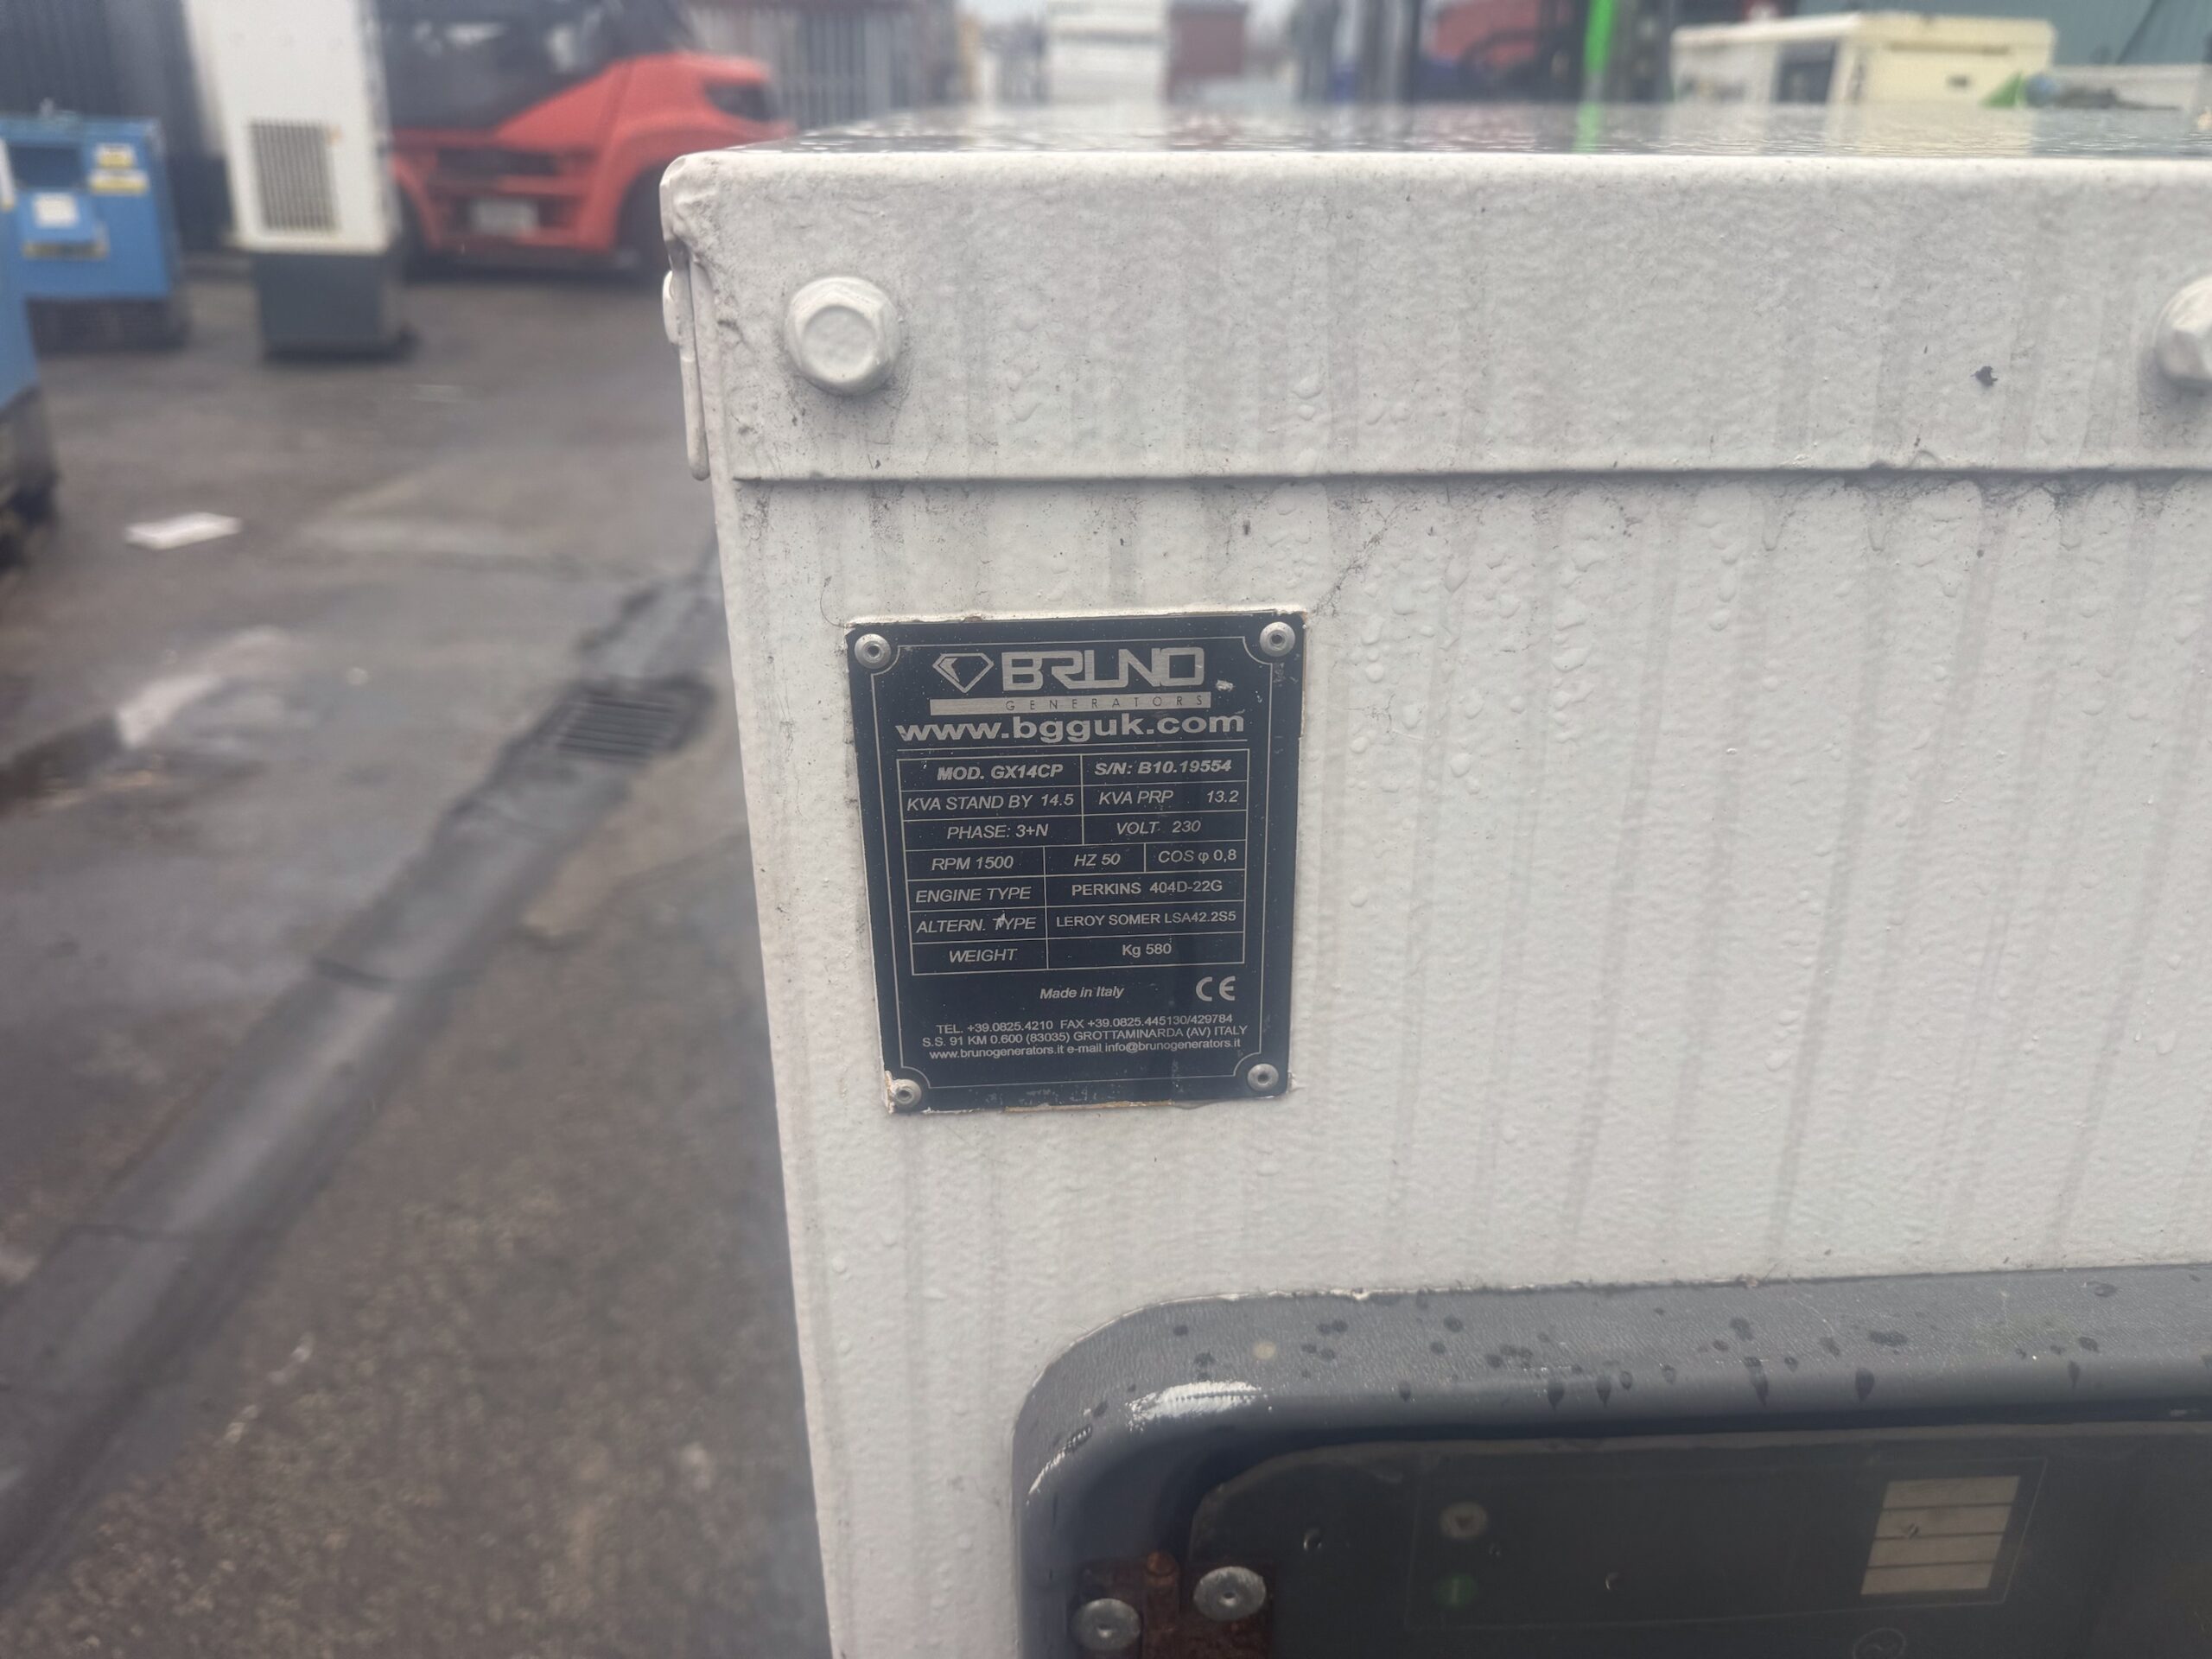 BRUNO
GENERATORS
www.bgguk.com
MOD. GX14CP S/N: B10.19554
KVA STAND BY 14.5 KVA PRP 13.2
PHASE: 3+N VOLT 230
RPM 1500 HZ 50 COS φ 0,8
ENGINE TYPE PERKINS 404D-22G
ALTERN. TYPE LEROY SOMER LSA42.2S5
WEIGHT Kg 580
Made in Italy CE
TEL. +39.0825.4210 FAX +39.0825.445130/429784
S.S. 91 KM 0.600 (83035) GROTTAMINARDA (AV) ITALY
www.brunogenerators.it e-mail info@brunogenerators.it